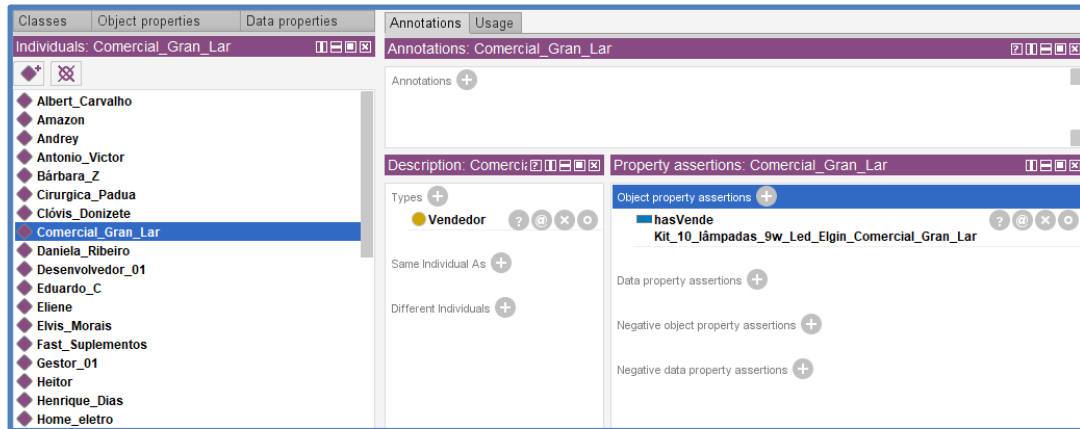 Classes Object properties Data properties
Individuals: Comercial_Gran_Lar
Albert_Carvalho
Amazon
Andrey
Antonio_Victor
Bárbara_Z
Cirurgica_Padua
Clóvis_Donizete
Comercial_Gran_Lar
Daniela_Ribeiro
Desenvolvedor_01
Eduardo_C
Eliene
Elvis_Morais
Fast_Suplementos
Gestor_01
Heitor
Henrique_Dias
Home_eletro
Annotations Usage
Annotations: Comercial_Gran_Lar
Annotations
Description: Comerci
Types
Vendedor
Same Individual As
Different Individuals
Property assertions: Comercial_Gran_Lar
Object property assertions
hasVende
Kit_10_lâmpadas_9w_Led_Elgin_Comercial_Gran_Lar
Data property assertions
Negative object property assertions
Negative data property assertions